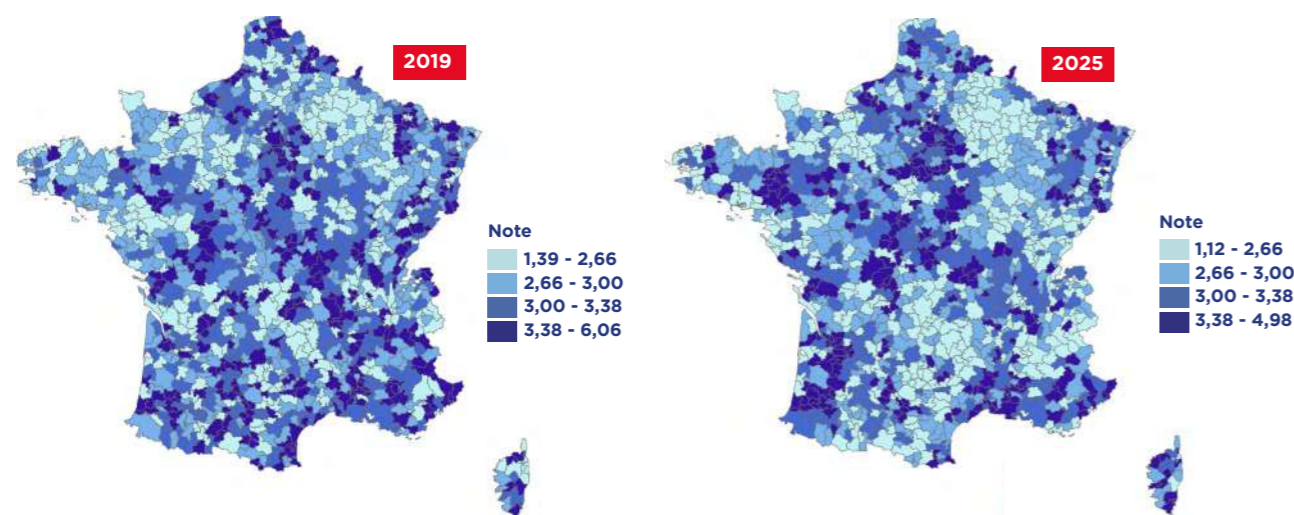 2019
Note
1,39 - 2,66
2,66 - 3,00
3,00 - 3,38
3,38 - 6,06
2025
Note
1,12 - 2,66
2,66 - 3,00
3,00 - 3,38
3,38 - 4,98